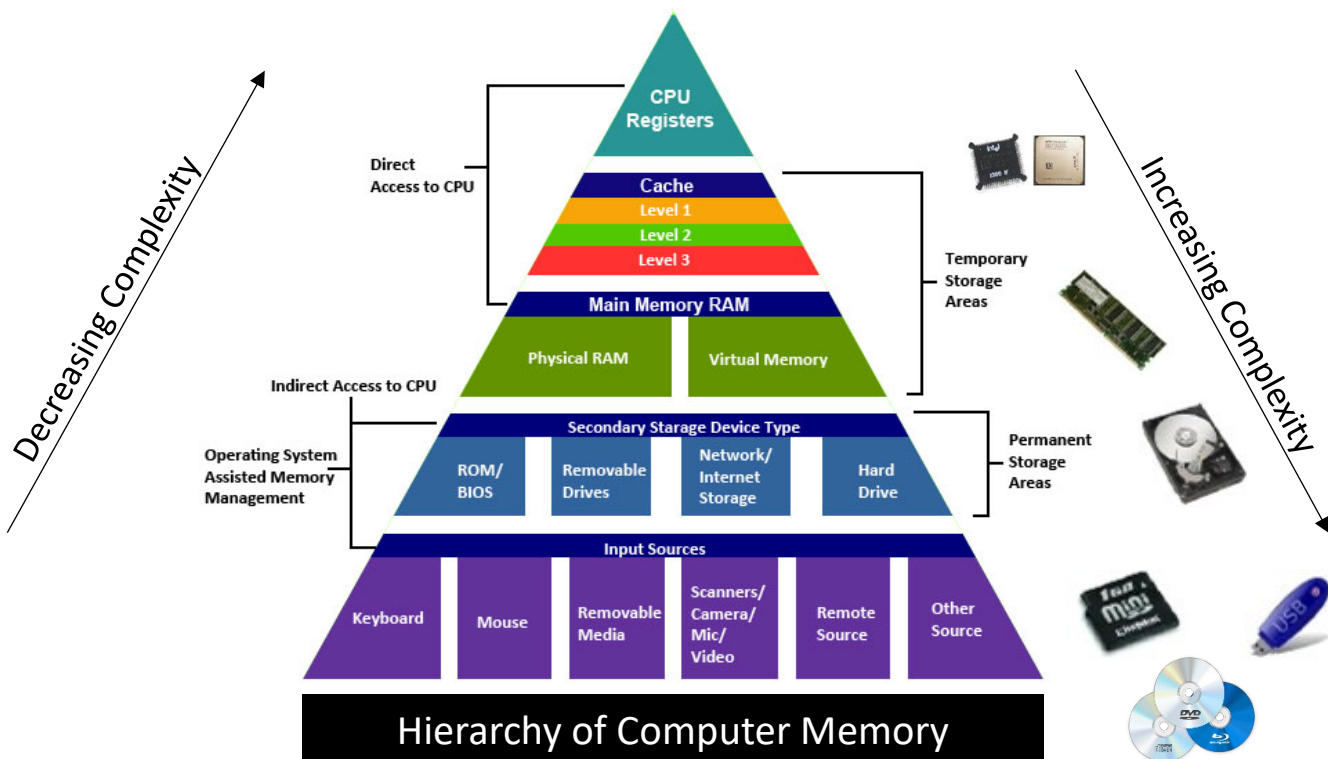 CPU
Registers
Direct
Access to CPU
Cache
Level 1
Level 2
Level 3
Temporary
Storage
Areas
Main Memory RAM
Physical RAM
Virtual Memory
Indirect Access to CPU
Secondary Starage Device Type
ROM/
BIOS
Removable
Drives
Network/
Internet
Storage
Hard
Drive
Permanent
Storage
Areas
Operating System
Assisted Memory
Management
Input Sources
Keyboard
Mouse
Removable
Media
Scanners/
Camera/
Mic/
Video
Remote
Source
Other
Source
Decreasing Complexity
Increasing Complexity
Hierarchy of Computer Memory
intel
mini
Kingston
USB
DVD